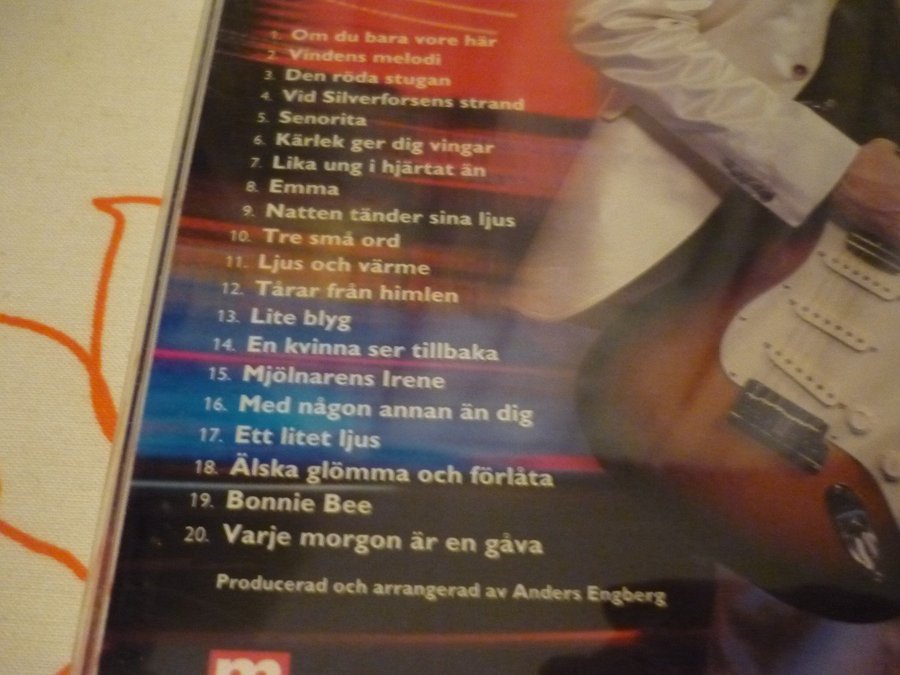 1. Om du bara vore här
2. Vindens melodi
3. Den röda stugan
4. Vid Silverforsens strand
5. Senorita
6. Kärlek ger dig vingar
7. Lika ung i hjärtat än
8. Emma
9. Natten tänder sina ljus
10. Tre små ord
11. Ljus och värme
12. Tårar från himlen
13. Lite blyg
14. En kvinna ser tillbaka
15. Mjölnarens Irene
16. Med någon annan än dig
17. Ett litet ljus
18. Älska glömma och förlåta
19. Bonnie Bee
20. Varje morgon är en gåva
Producerad och arrangerad av Anders Engberg
m